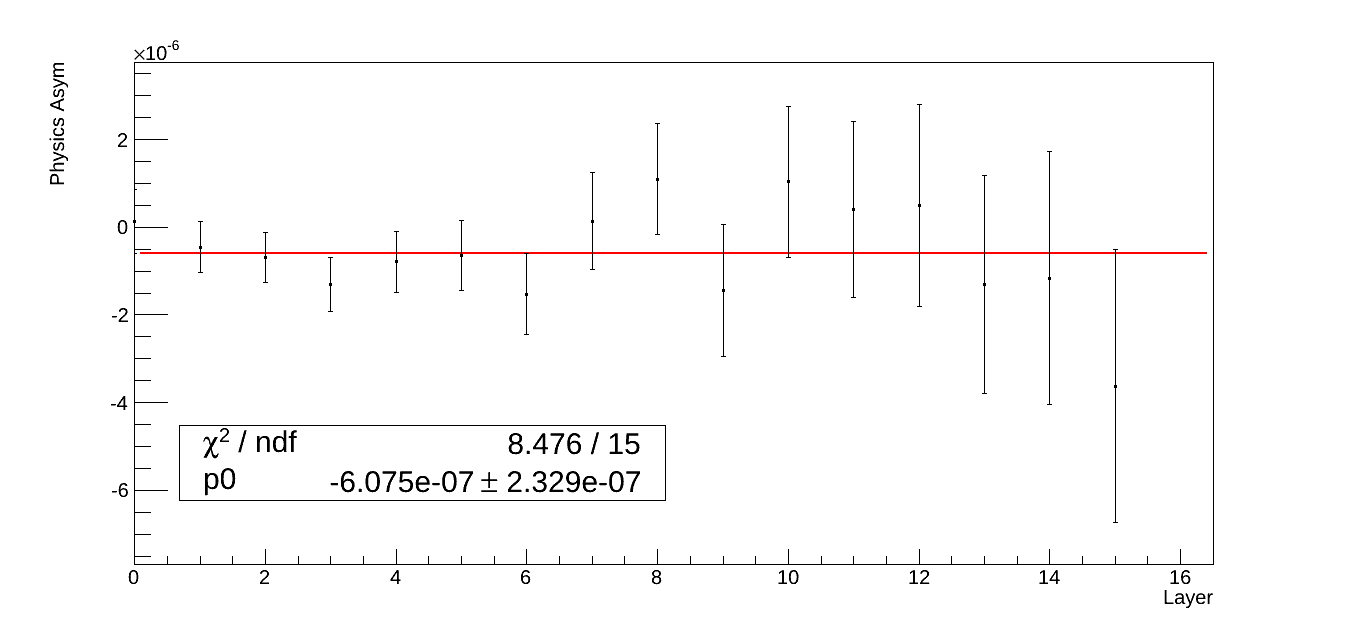 ×10-6
Physics Asym
2
0
-2
-4
-6
χ2 / ndf 8.476 / 15
p0 -6.075e-07 ± 2.329e-07
0 2 4 6 8 10 12 14 16
Layer